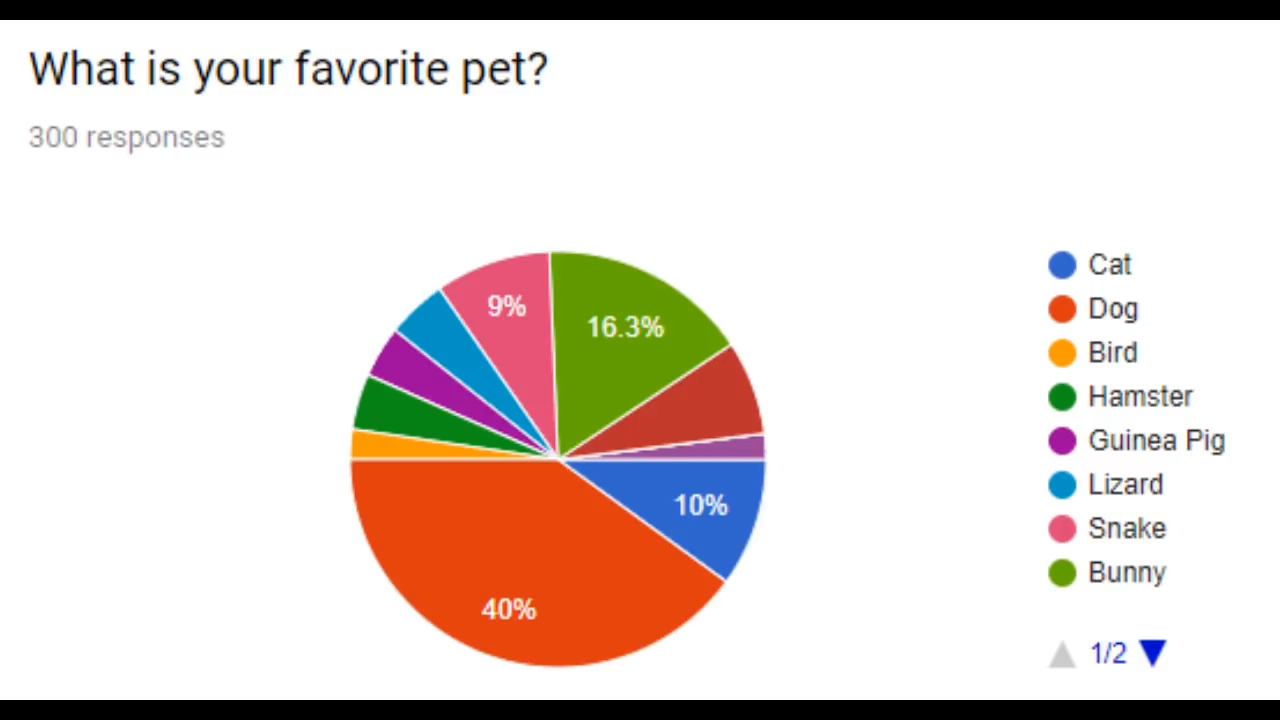 What is your favorite pet?
300 responses
9%
16.3%
10%
40%
Cat
Dog
Bird
Hamster
Guinea Pig
Lizard
Snake
Bunny
1/2